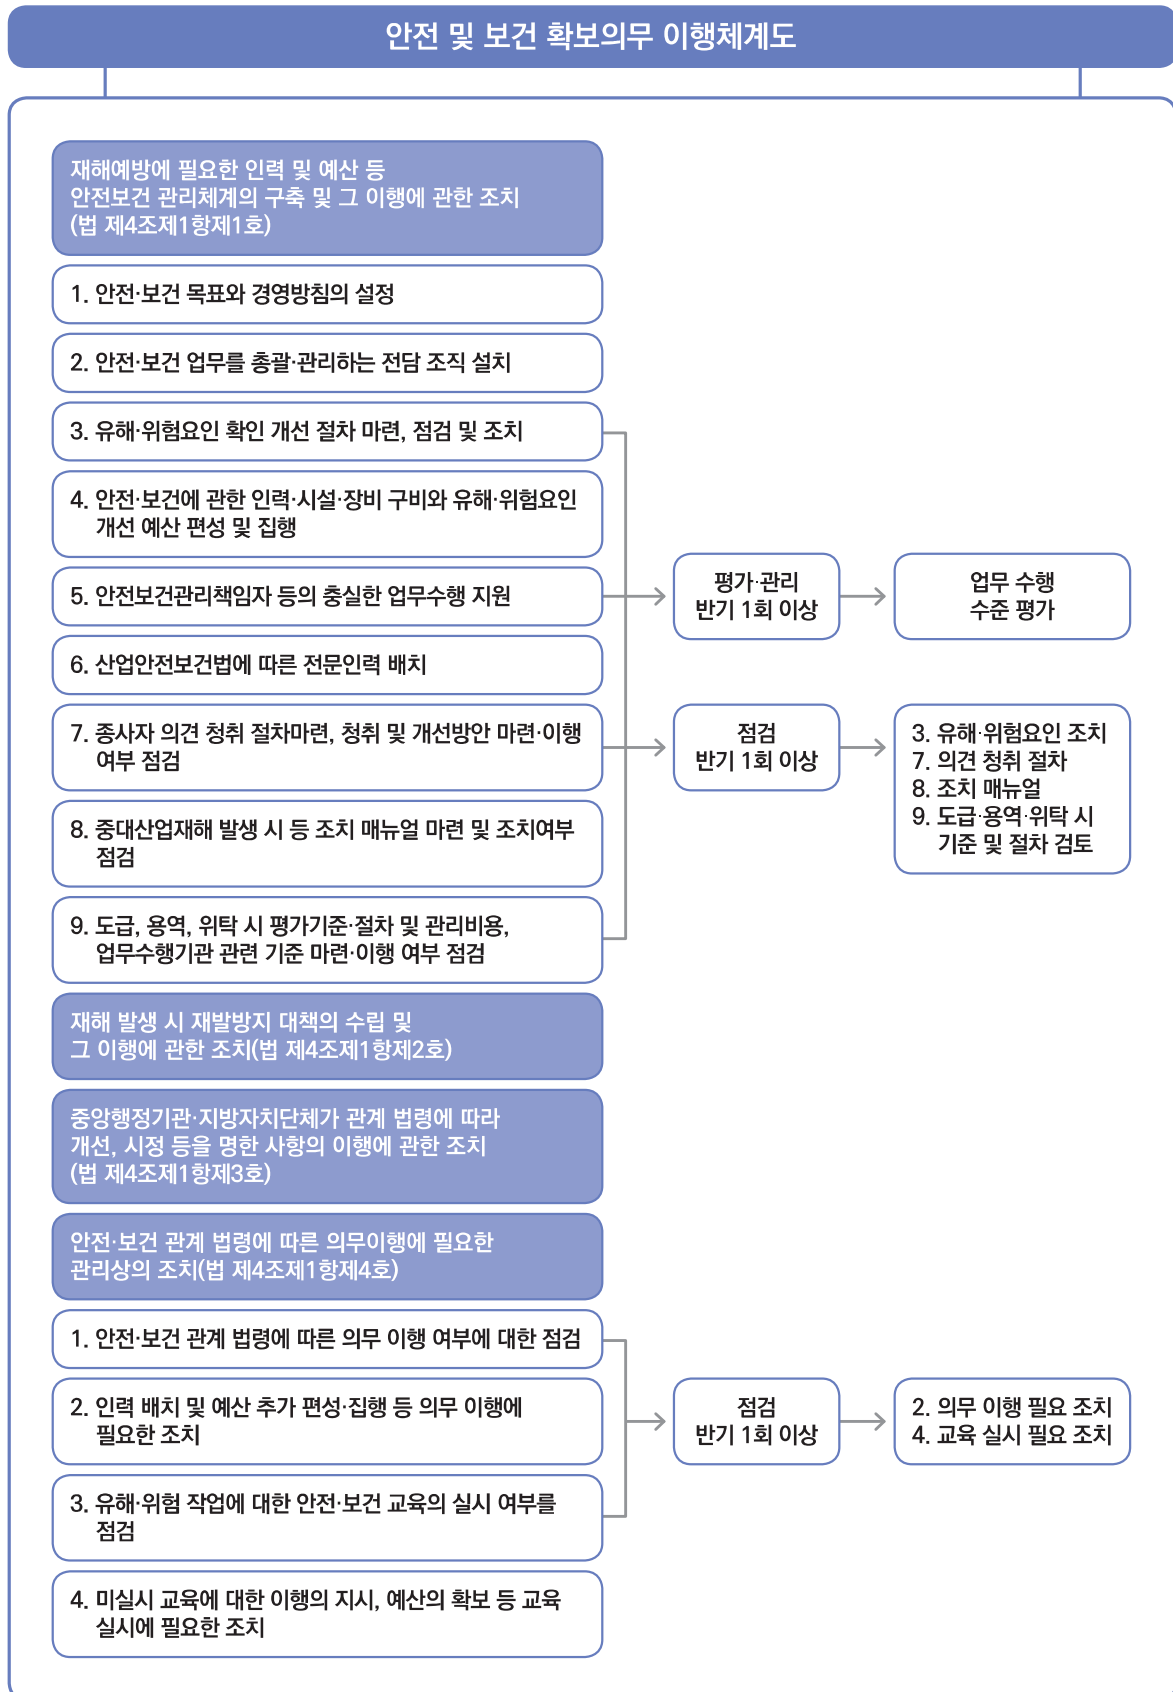 안전 및 보건 확보의무 이행체계도
재해예방에 필요한 인력 및 예산 등
안전보건 관리체계의 구축 및 그 이행에 관한 조치
(법 제4조제1항제1호)
1. 안전·보건 목표와 경영방침의 설정
2. 안전·보건 업무를 총괄·관리하는 전담 조직 설치
3. 유해·위험요인 확인 개선 절차 마련, 점검 및 조치
4. 안전·보건에 관한 인력·시설·장비 구비와 유해·위험요인
개선 예산 편성 및 집행
5. 안전보건관리책임자 등의 충실한 업무수행 지원
평가·관리
반기 1회 이상
업무 수행
수준 평가
6. 산업안전보건법에 따른 전문인력 배치
7. 종사자 의견 청취 절차마련, 청취 및 개선방안 마련·이행
여부 점검
점검
반기 1회 이상
3. 유해·위험요인 조치
7. 의견 청취 절차
8. 조치 매뉴얼
9. 도급·용역·위탁 시
기준 및 절차 검토
8. 중대산업재해 발생 시 등 조치 매뉴얼 마련 및 조치여부
점검
9. 도급, 용역, 위탁 시 평가기준·절차 및 관리비용,
업무수행기관 관련 기준 마련·이행 여부 점검
재해 발생 시 재발방지 대책의 수립 및
그 이행에 관한 조치(법 제4조제1항제2호)
중앙행정기관·지방자치단체가 관계 법령에 따라
개선, 시정 등을 명한 사항의 이행에 관한 조치
(법 제4조제1항제3호)
안전·보건 관계 법령에 따른 의무이행에 필요한
관리상의 조치(법 제4조제1항제4호)
1. 안전·보건 관계 법령에 따른 의무 이행 여부에 대한 점검
2. 인력 배치 및 예산 추가 편성·집행 등 의무 이행에
필요한 조치
점검
반기 1회 이상
2. 의무 이행 필요 조치
4. 교육 실시 필요 조치
3. 유해·위험 작업에 대한 안전·보건 교육의 실시 여부를
점검
4. 미실시 교육에 대한 이행의 지시, 예산의 확보 등 교육
실시에 필요한 조치